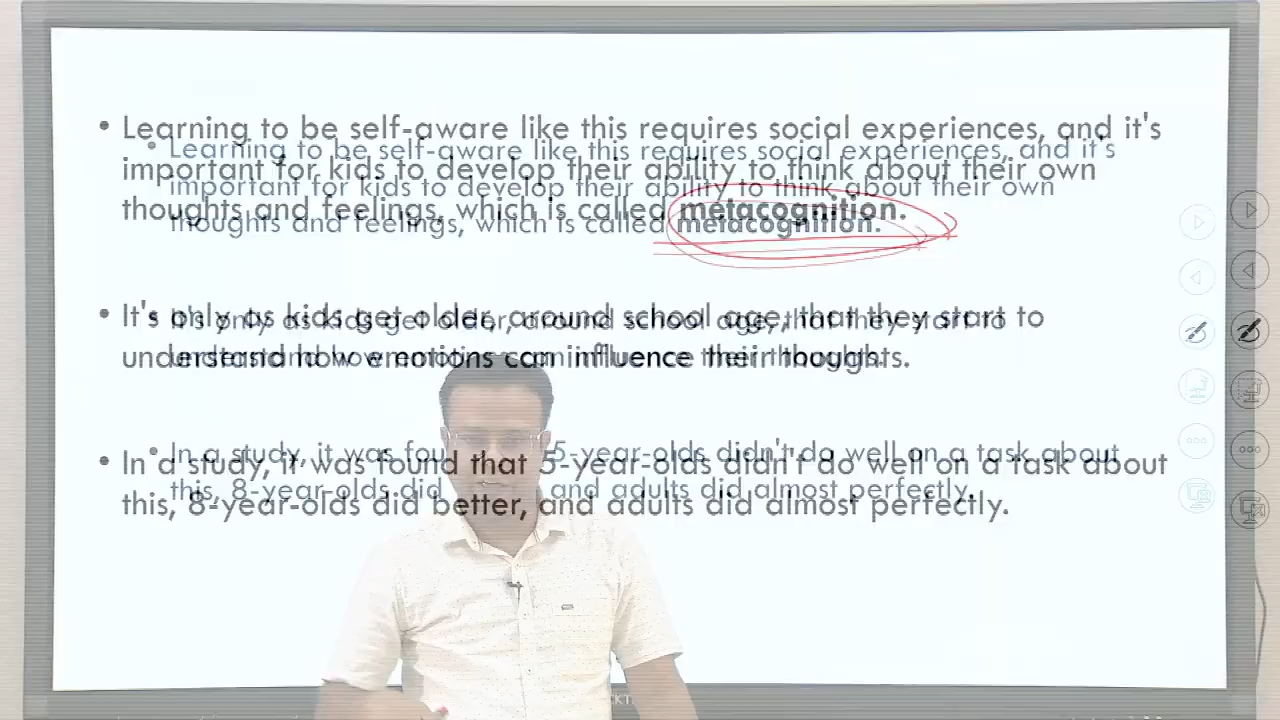 • Learning to be self-aware like this requires social experiences, and it's
important for kids to develop their ability to think about their own
thoughts and feelings, which is called metacognition.
• It's only as kids get older, around school age, that they start to
understand how emotions can influence their thoughts.
• In a study, it was found that 5-year-olds didn't do well on a task about
this, 8-year-olds did better, and adults did almost perfectly.